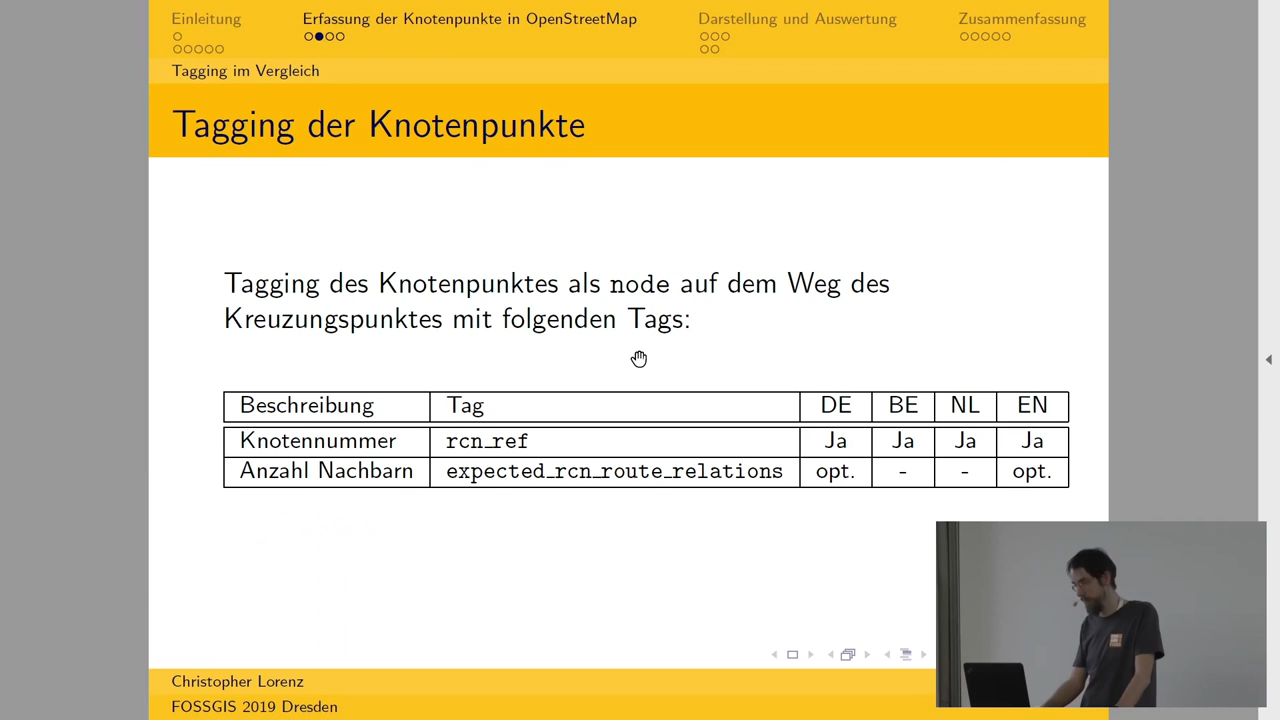 Einleitung
Erfassung der Knotenpunkte in OpenStreetMap
Darstellung und Auswertung
Zusammenfassung
Tagging im Vergleich
Tagging der Knotenpunkte
Tagging des Knotenpunktes als node auf dem Weg des
Kreuzungspunktes mit folgenden Tags:
Beschreibung Tag DE BE NL EN
Knotennummer rcn_ref Ja Ja Ja Ja
Anzahl Nachbarn expected_rcn_route_relations opt. - - opt.
Christopher Lorenz
FOSSGIS 2019 Dresden